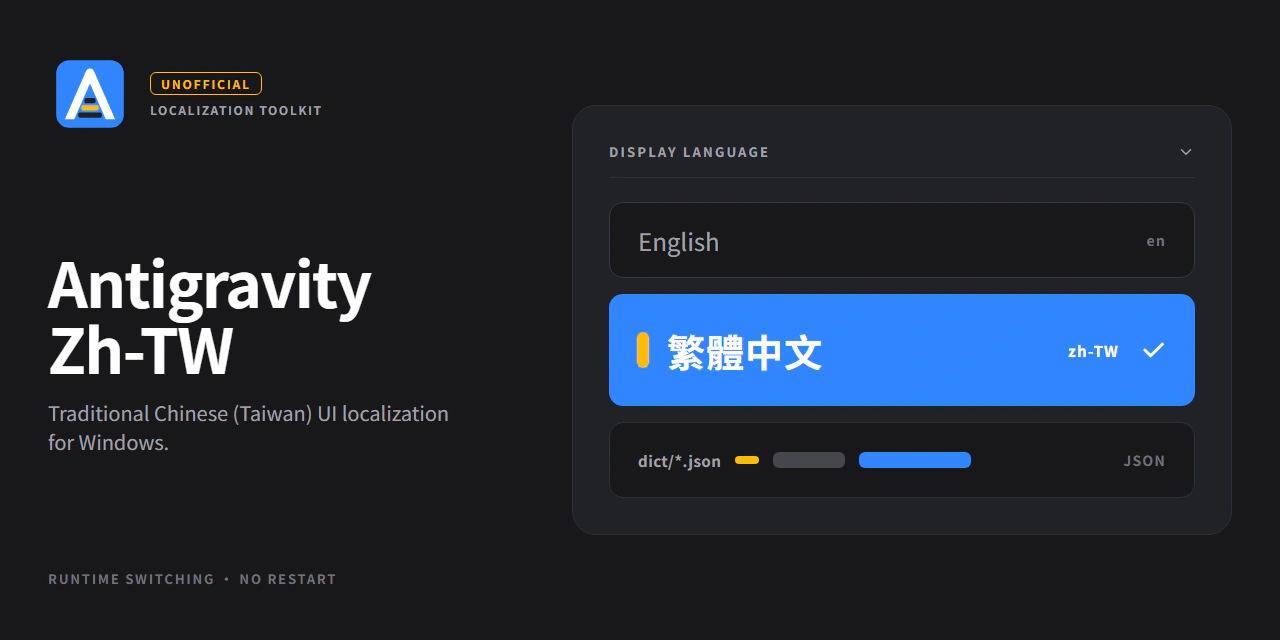 UNOFFICIAL
LOCALIZATION TOOLKIT
Antigravity
Zh-TW
Traditional Chinese (Taiwan) UI localization
for Windows.
RUNTIME SWITCHING • NO RESTART
DISPLAY LANGUAGE
English en
繁體中文 zh-TW
dict/*.json JSON